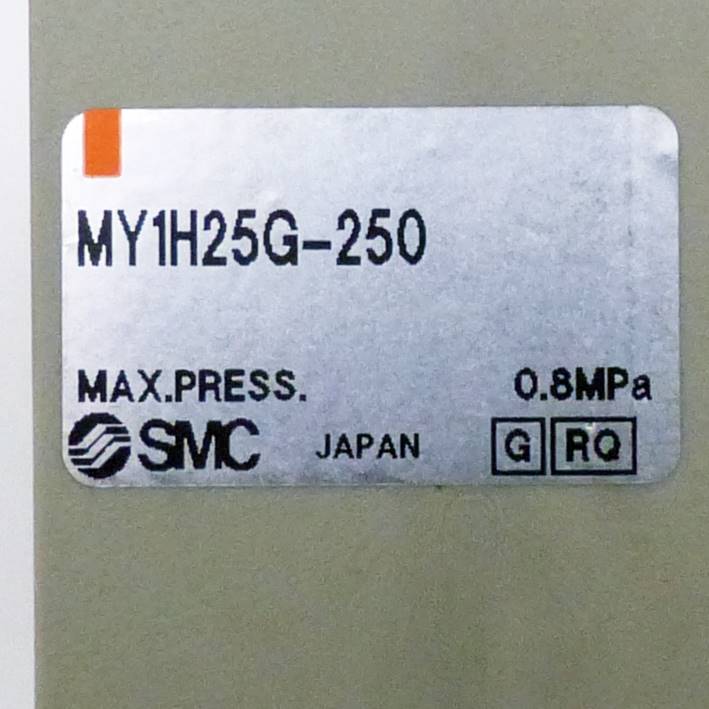 MY1H25G-250
MAX.PRESS. 0.8MPa
SMC JAPAN G RQ